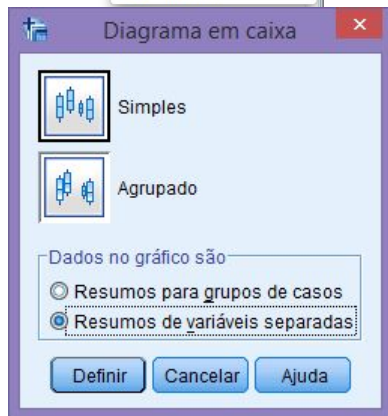 Diagrama em caixa
Simples
Agrupado
Dados no gráfico são
Resumos para grupos de casos
Resumos de variáveis separadas
Definir Cancelar Ajuda